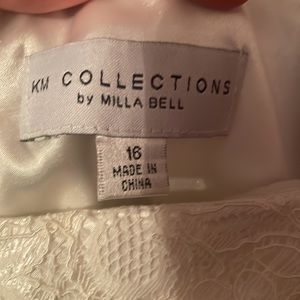 KM COLLECTIONS
by MILLA BELL
16
MADE IN
CHINA